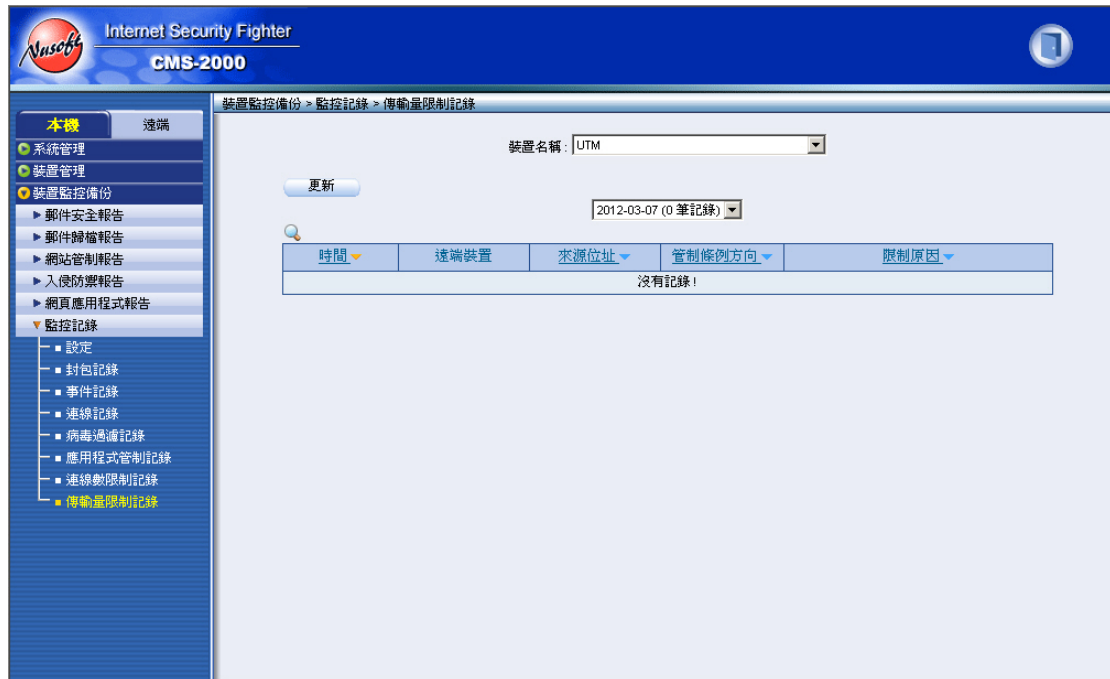 Nusoft
Internet Security Fighter
CMS-2000
裝置監控備份 > 監控記錄 > 傳輸量限制記錄
本機 遠端
系統管理
裝置管理
裝置監控備份
郵件安全報告
郵件歸檔報告
網站管制報告
入侵防禦報告
網頁應用程式報告
監控記錄
設定
封包記錄
事件記錄
連線記錄
病毒過濾記錄
應用程式管制記錄
連線數限制記錄
傳輸量限制記錄
裝置名稱 : UTM
更新
2012-03-07 (0 筆記錄)
時間 遠端裝置 來源位址 管制條例方向 限制原因
沒有記錄 !